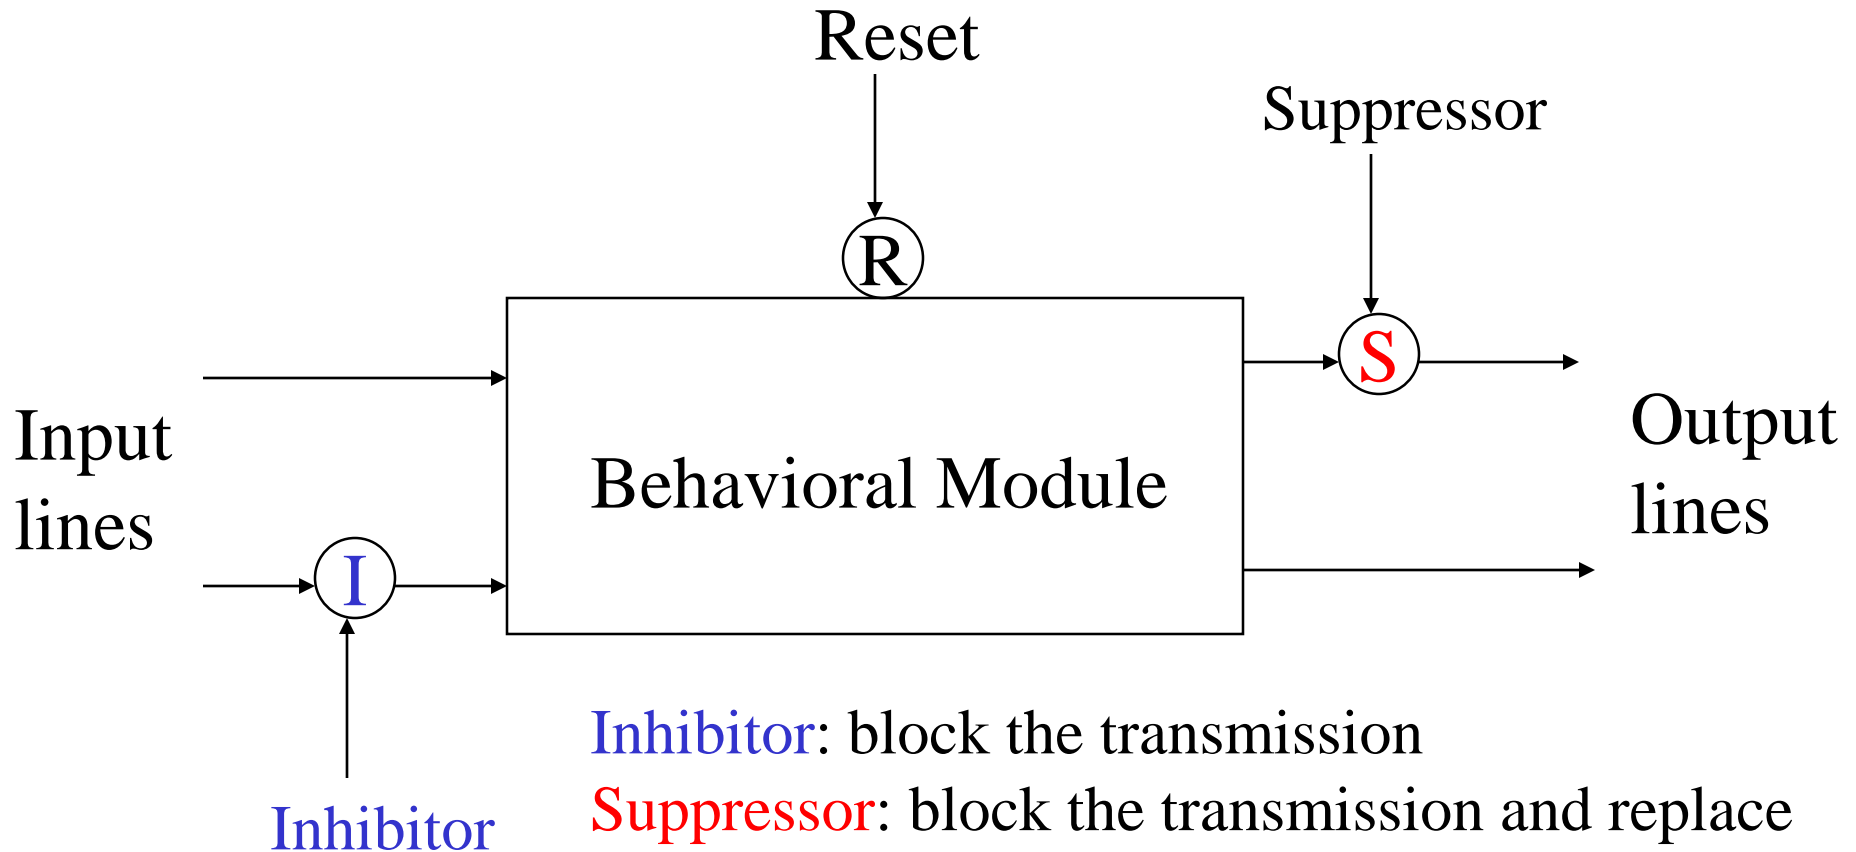 Reset
Suppressor
R
S
Input
lines
Behavioral Module
Output
lines
I
Inhibitor
Inhibitor: block the transmission
Suppressor: block the transmission and replace